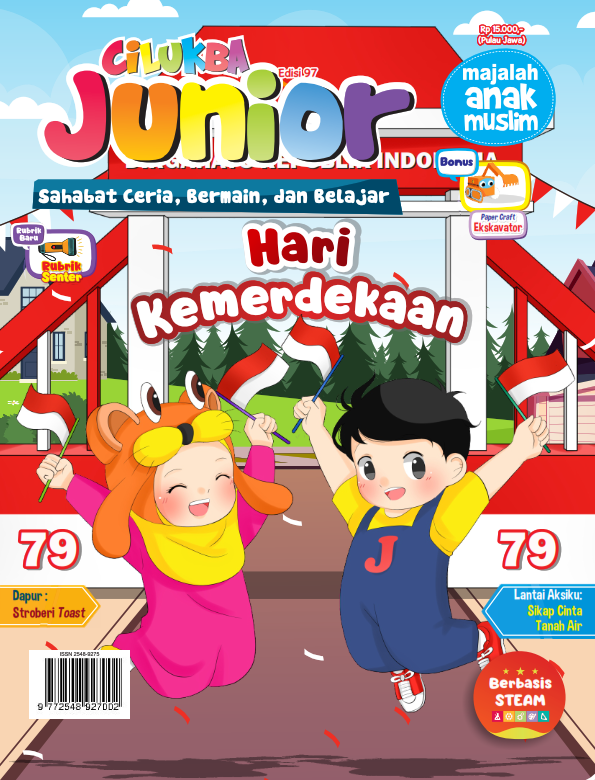 Rp 15.000,-
(Pulau Jawa)
CiLUKBA
Edisi 97
Junior
majalah
anak
muslim
Sahabat Ceria, Bermain, dan Belajar
Bonus
Paper Craft
Ekskavator
Rubrik
Baru
Rubrik
Senter
Hari
Kemerdekaan
79
79
J
Dapur :
Stroberi Toast
Lantai Aksiku:
Sikap Cinta
Tanah Air
ISSN 2548-9275
9 772548 927002
Berbasis
STEAM